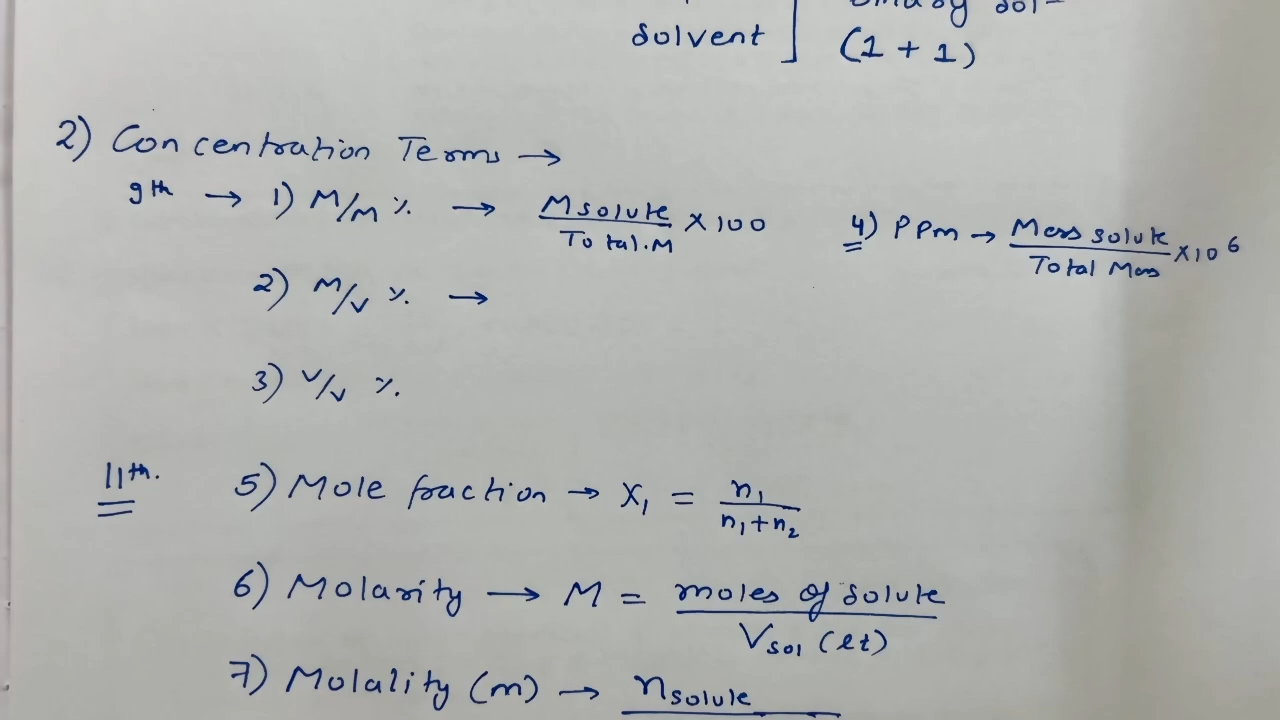 solvent ] (1 + 1)
2) Concentration Terms →
9th → 1) M/M % → M solute / Total.M × 100
4) PPm → Mass solute / Total Mass × 10^6
2) M/V % →
3) V/V %.
11th. 5) Mole fraction → X₁ = n₁ / n₁+n₂
6) Molarity → M = moles of solute / Vsol (lt)
7) Molality (m) → nsolute